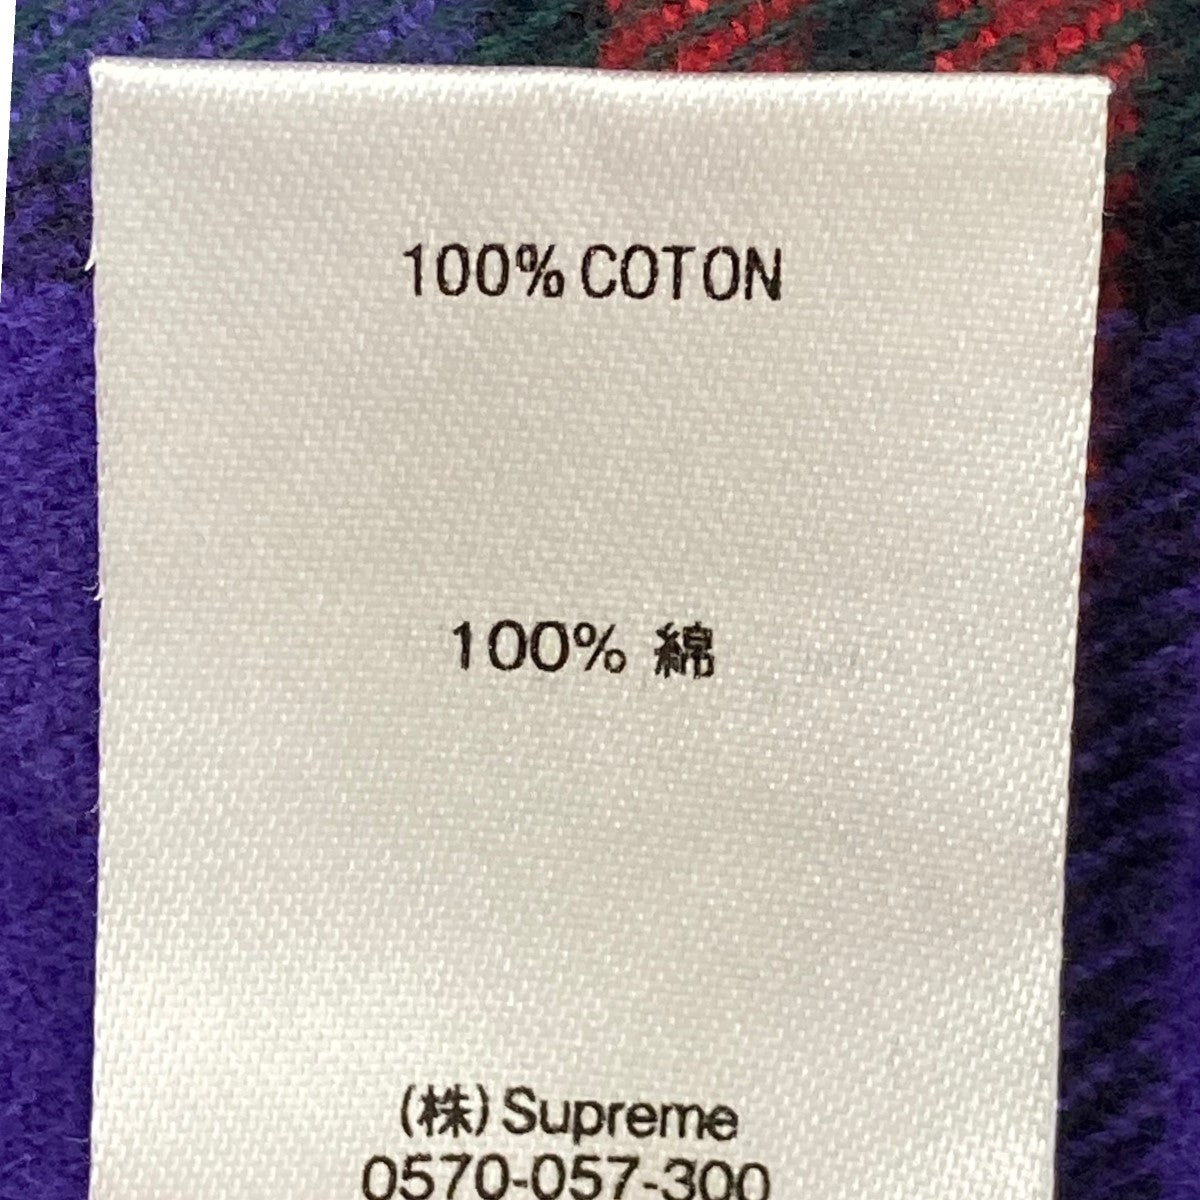 100% COTON
100% 綿
(株) Supreme
0570-057-300